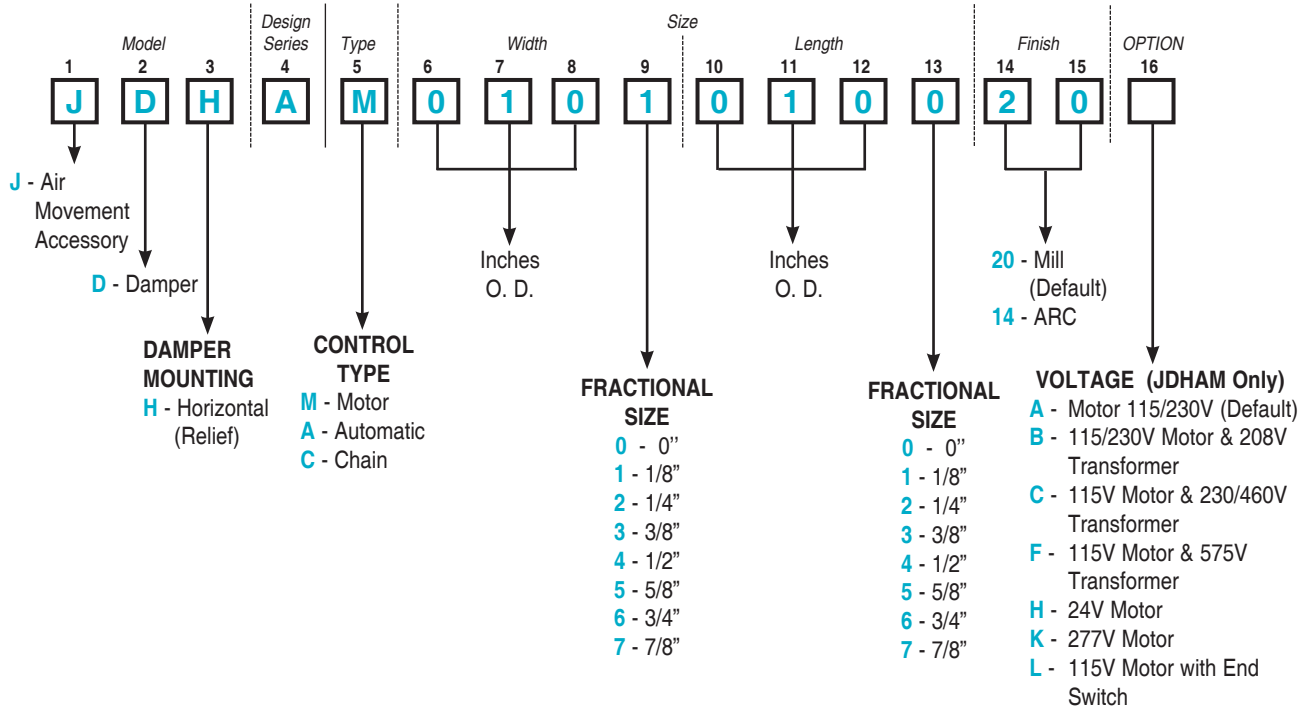 Design
Size
Model
Series
Type
Width
Length
Finish
OPTION
1 2 3 4 5 6 7 8 9 10 11 12 13 14 15 16
J D H A M 0 1 0 1 0 1 0 0 2 0
J - Air
Movement
Accessory
D - Damper
DAMPER
MOUNTING
H - Horizontal
(Relief)
CONTROL
TYPE
M - Motor
A - Automatic
C - Chain
Inches
O. D.
FRACTIONAL
SIZE
0 - 0’’
1 - 1/8”
2 - 1/4”
3 - 3/8”
4 - 1/2”
5 - 5/8”
6 - 3/4”
7 - 7/8”
Inches
O. D.
FRACTIONAL
SIZE
0 - 0”
1 - 1/8”
2 - 1/4”
3 - 3/8”
4 - 1/2”
5 - 5/8”
6 - 3/4”
7 - 7/8”
20 - Mill
(Default)
14 - ARC
VOLTAGE (JDHAM Only)
A - Motor 115/230V (Default)
B - 115/230V Motor & 208V
Transformer
C - 115V Motor & 230/460V
Transformer
F - 115V Motor & 575V
Transformer
H - 24V Motor
K - 277V Motor
L - 115V Motor with End
Switch